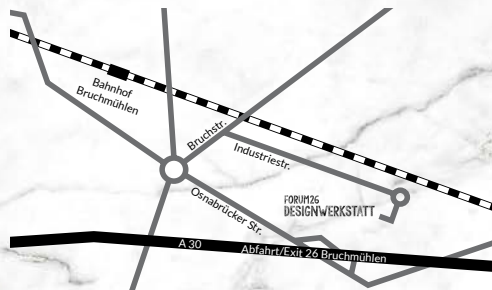 Bahnhof
Bruchmühlen
Bruchstr.
Industriestr.
Osnabrücker Str.
FORUM26
DESIGNWERKSTATT
A 30
Abfahrt/Exit 26 Bruchmühlen